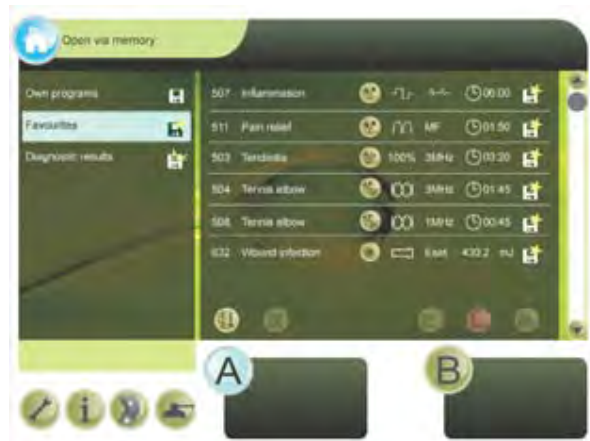 Open via memory
Own programs
Favourites
Diagnostic results
507 Inflammation 06:00
511 Pain relief MF 01:50
503 Tendinitis 100% 3MHz 03:20
504 Tennis elbow 3MHz 01:45
508 Tennis elbow 1MHz 00:45
632 Wound infection 430.2 mJ
A
B
i